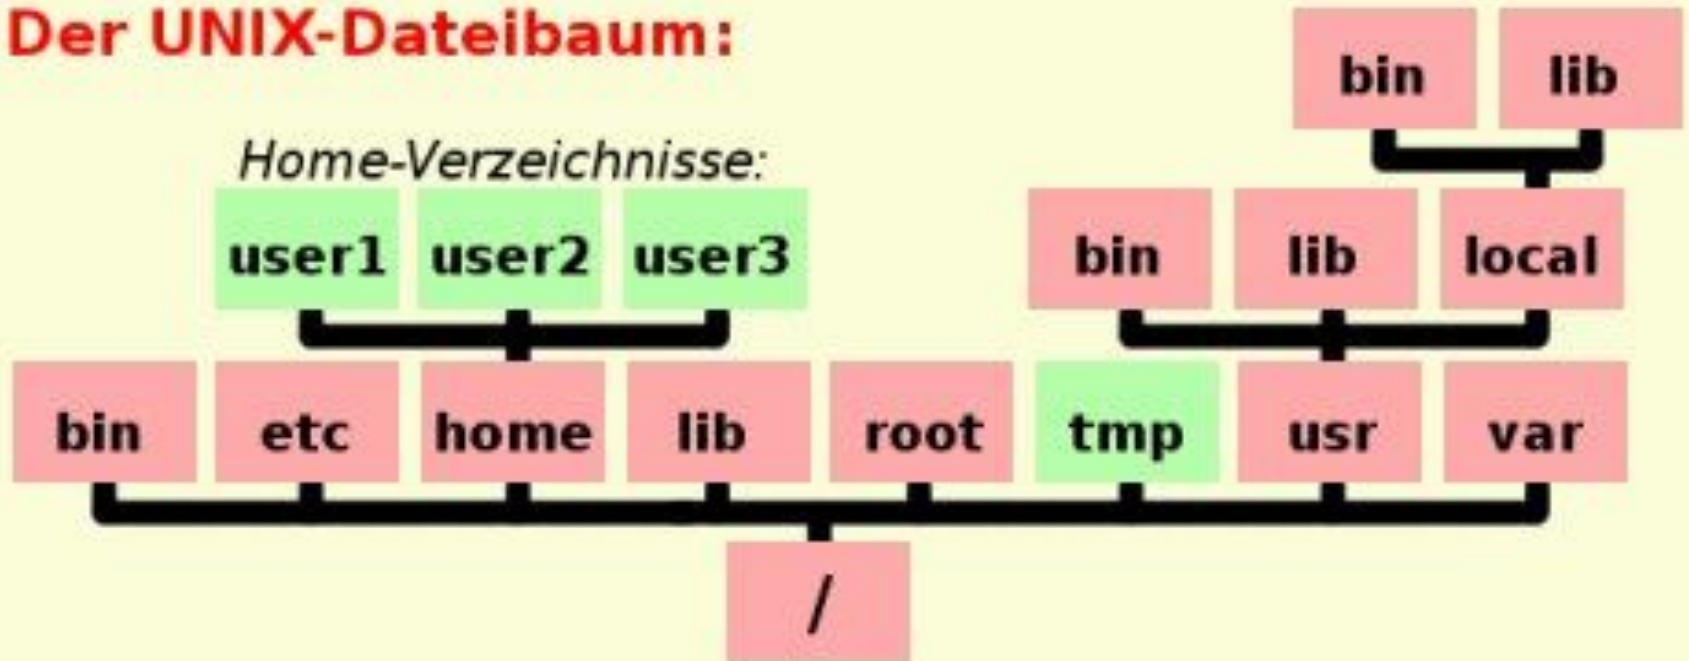 Der UNIX-Dateibaum:
bin lib
Home-Verzeichnisse:
user1 user2 user3 bin lib local
bin etc home lib root tmp usr var
/